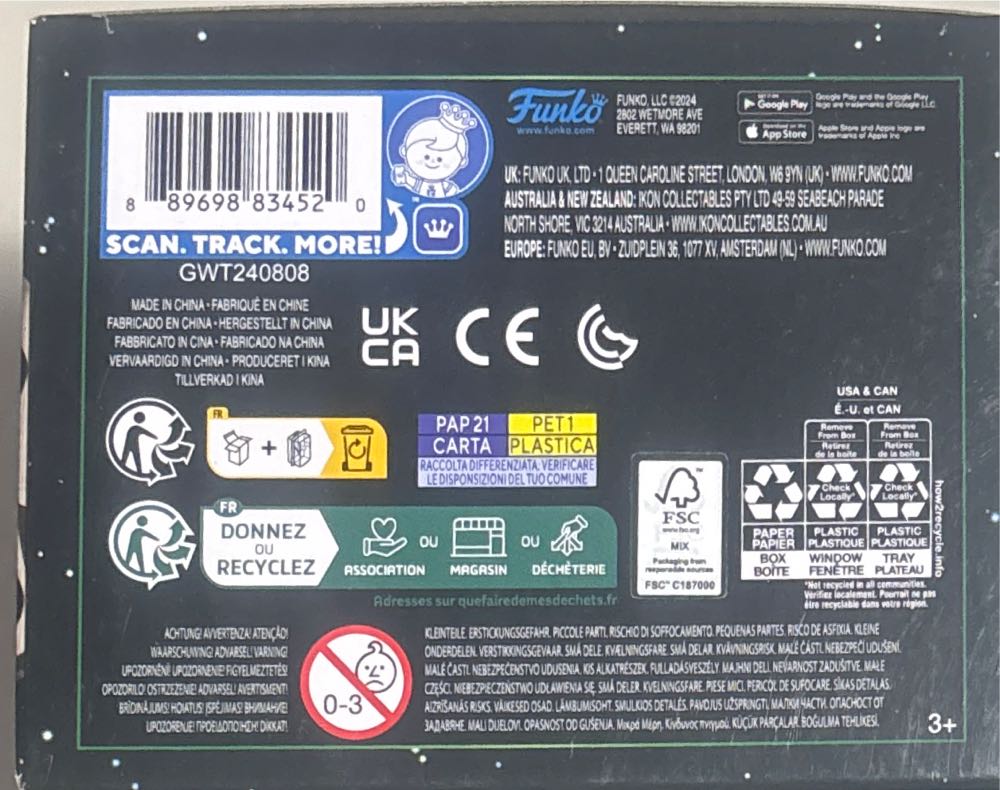 8 89698 83452 0
SCAN. TRACK. MORE!
GWT240808
Funko
www.funko.com
FUNKO, LLC ©2024
2802 WETMORE AVE
EVERETT, WA 98201
GET IT ON
Google Play
Google Play and the Google Play
logo are trademarks of Google LLC.
Download on the
App Store
Apple Store and Apple logo are
trademarks of Apple Inc
UK: FUNKO UK, LTD • 1 QUEEN CAROLINE STREET, LONDON, W6 9YN (UK) • WWW.FUNKO.COM
AUSTRALIA & NEW ZEALAND: IKON COLLECTABLES PTY LTD 49-59 SEABEACH PARADE
NORTH SHORE, VIC 3214 AUSTRALIA • WWW.IKONCOLLECTABLES.COM.AU
EUROPE: FUNKO EU, BV • ZUIDPLEIN 36, 1077 XV, AMSTERDAM (NL) • WWW.FUNKO.COM
MADE IN CHINA • FABRIQUÉ EN CHINE
FABRICADO EN CHINA • HERGESTELLT IN CHINA
FABBRICATO IN CINA • FABRICADO NA CHINA
VERVAARDIGD IN CHINA • PRODUCERET I KINA
TILLVERKAD I KINA
UK
CA
CE
FR
+
PAP 21
PET 1
CARTA
PLASTICA
RACCOLTA DIFFERENZIATA. VERIFICARE
LE DISPONSIZIONI DEL TUO COMUNE
FR
DONNEZ
OU
RECYCLEZ
ASSOCIATION
OU
MAGASIN
OU
DÉCHÈTERIE
Adresses sur quefairedemesdechets.fr
FSC
www.fsc.org
MIX
Packaging from
responsible sources
FSC™ C187000
USA & CAN
É.-U. et CAN
Remove
From Box
Retirez
de la boîte
Remove
From Box
Retirez
de la boîte
Check
Locally*
Check
Locally*
PAPER
PAPIER
PLASTIC
PLASTIQUE
PLASTIC
PLASTIQUE
BOX
BOÎTE
WINDOW
FENÊTRE
TRAY
PLATEAU
how2recycle.info
*Not recycled in all communities.
Vérifiez localement. Pourrait ne pas
être recyclable dans votre région.
ACHTUNG! AVVERTENZA! ATENÇÃO!
WAARSCHUWING! ADVARSEL! VARNING!
UPOZORNĚNÍ! UPOZORNENIE! FIGYELMEZTETÉS!
OPOZORILO! OSTRZEŻENIE! ADVARSEL! AVERTISMENT!
BRĪDINĀJUMS! HOIATUS! ĮSPĖJIMAS! ВНИМАНИЕ!
UPOZORENJE! ΠΡΟΕΙΔΟΠΟΙΗΣΗ! DİKKAT!
0-3
KLEINTEILE. ERSTICKUNGSGEFAHR. PICCOLE PARTI. RISCHIO DI SOFFOCAMENTO. PEQUENAS PARTES. RISCO DE ASFIXIA. KLEINE
ONDERDELEN. VERSTIKKINGSGEVAAR. SMÅ DELE. KVÆLNINGSFARE. SMÅ DELAR. KVÄVNINGSRISK. MALÉ ČÁSTI. NEBEZPEČÍ UDUŠENÍ.
MALÉ ČASTI. NEBEZPEČENSTVO UDUSENIA. KIS ALKATRÉSZEK. FULLADÁSVESZÉLY. MAJHNI DELI. NEVARNOST ZADUŠITVE. MAŁE
CZĘŚCI. NIEBEZPIECZEŃSTWO UDŁAWIENIA SIĘ. SMÅ DELER. KVELNINGSFARE. PIESE MICI. PERICOL DE SUFOCARE. SĪKAS DETAĻAS.
AIZRĪŠANĀS RISKS. VÄIKESED OSAD. LÄMBUMISOHT. SMULKIOS DETALĖS. PAVOJUS UŽSPRINGTI. МАЛКИ ЧАСТИ. ОПАСНОСТ ОТ
ЗАДАВЯНЕ. MALI DIJELOVI. OPASNOST OD GUŠENJA. Μικρά Μέρη. Κίνδυνος πνιγμού. KÜÇÜK PARÇALAR. BOĞULMA TEHLİKESİ.
3+